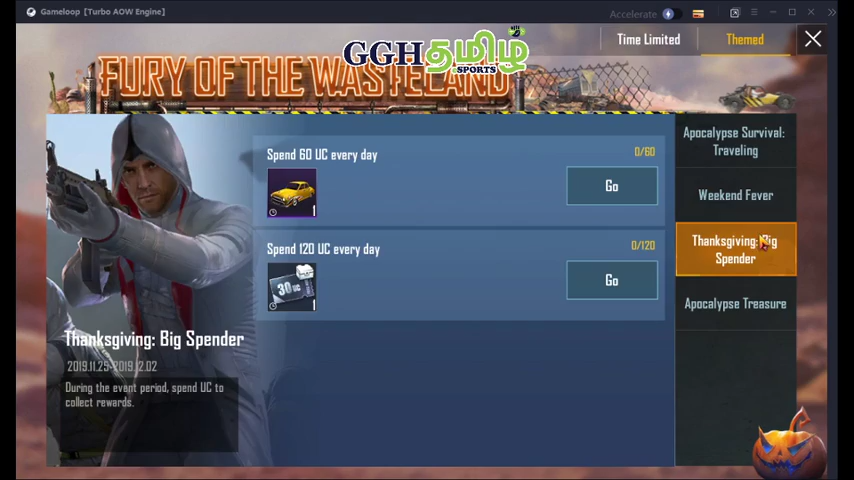 Gameloop [Turbo AOW Engine]
Accelerate
GGHதமிழ்
SPORTS
Time Limited
Themed
FURY OF THE WASTELAND
Spend 60 UC every day
0/60
1
Go
Spend 120 UC every day
0/120
30 UC
1
Go
Apocalypse Survival:
Traveling
Weekend Fever
Thanksgiving: Big
Spender
Apocalypse Treasure
Thanksgiving: Big Spender
2019.11.25-2019.12.02
During the event period, spend UC to
collect rewards.